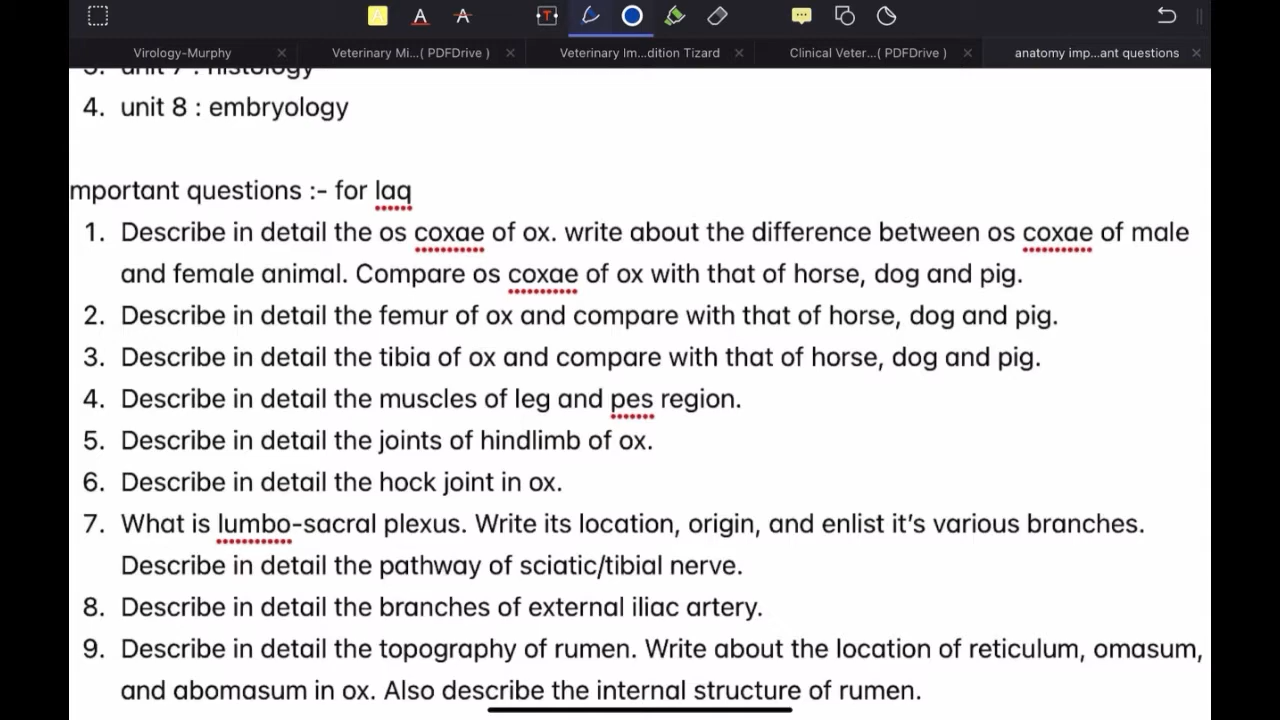 Virology-Murphy
Veterinary Mi...( PDFDrive )
Veterinary Im...dition Tizard
Clinical Veter...( PDFDrive )
anatomy imp...ant questions
3. unit 7 : histology
4. unit 8 : embryology
mportant questions :- for laq
1. Describe in detail the os coxae of ox. write about the difference between os coxae of male
and female animal. Compare os coxae of ox with that of horse, dog and pig.
2. Describe in detail the femur of ox and compare with that of horse, dog and pig.
3. Describe in detail the tibia of ox and compare with that of horse, dog and pig.
4. Describe in detail the muscles of leg and pes region.
5. Describe in detail the joints of hindlimb of ox.
6. Describe in detail the hock joint in ox.
7. What is lumbo-sacral plexus. Write its location, origin, and enlist it’s various branches.
Describe in detail the pathway of sciatic/tibial nerve.
8. Describe in detail the branches of external iliac artery.
9. Describe in detail the topography of rumen. Write about the location of reticulum, omasum,
and abomasum in ox. Also describe the internal structure of rumen.